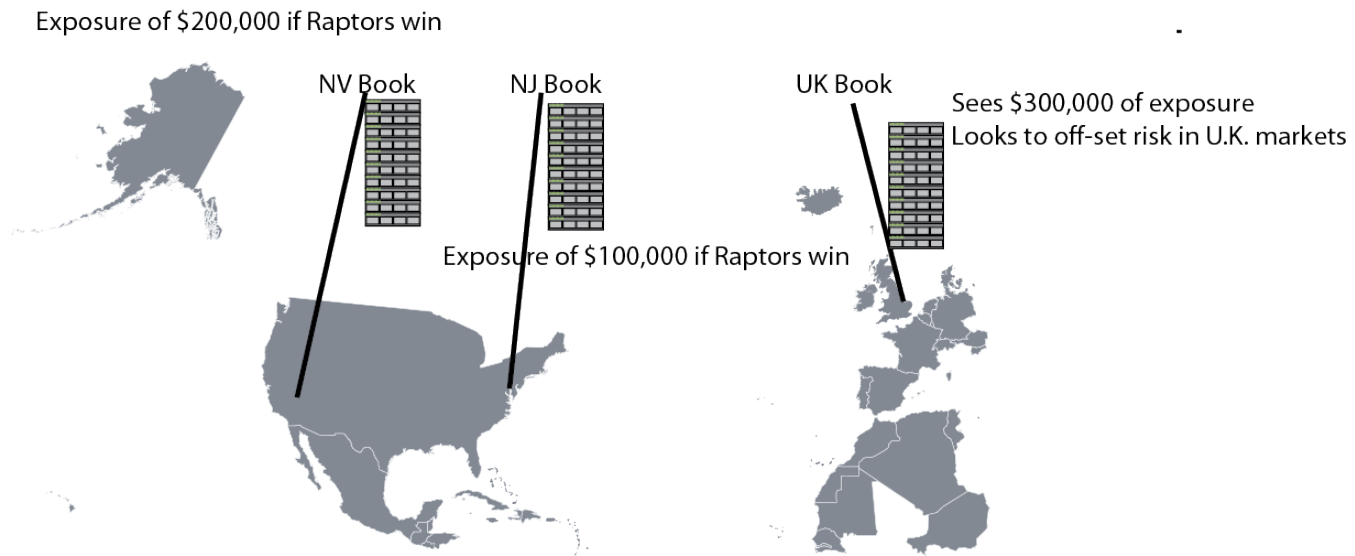 Exposure of $200,000 if Raptors win
NV Book
NJ Book
UK Book
Sees $300,000 of exposure
Looks to off-set risk in U.K. markets
Exposure of $100,000 if Raptors win